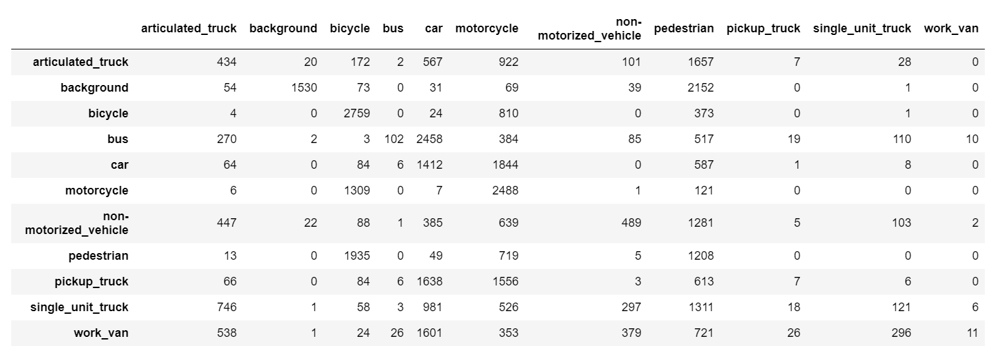 articulated_truck background bicycle bus car motorcycle non-motorized_vehicle pedestrian pickup_truck single_unit_truck work_van
articulated_truck 434 20 172 2 567 922 101 1657 7 28 0
background 54 1530 73 0 31 69 39 2152 0 1 0
bicycle 4 0 2759 0 24 810 0 373 0 1 0
bus 270 2 3 102 2458 384 85 517 19 110 10
car 64 0 84 6 1412 1844 0 587 1 8 0
motorcycle 6 0 1309 0 7 2488 1 121 0 0 0
non-motorized_vehicle 447 22 88 1 385 639 489 1281 5 103 2
pedestrian 13 0 1935 0 49 719 5 1208 0 0 0
pickup_truck 66 0 84 6 1638 1556 3 613 7 6 0
single_unit_truck 746 1 58 3 981 526 297 1311 18 121 6
work_van 538 1 24 26 1601 353 379 721 26 296 11